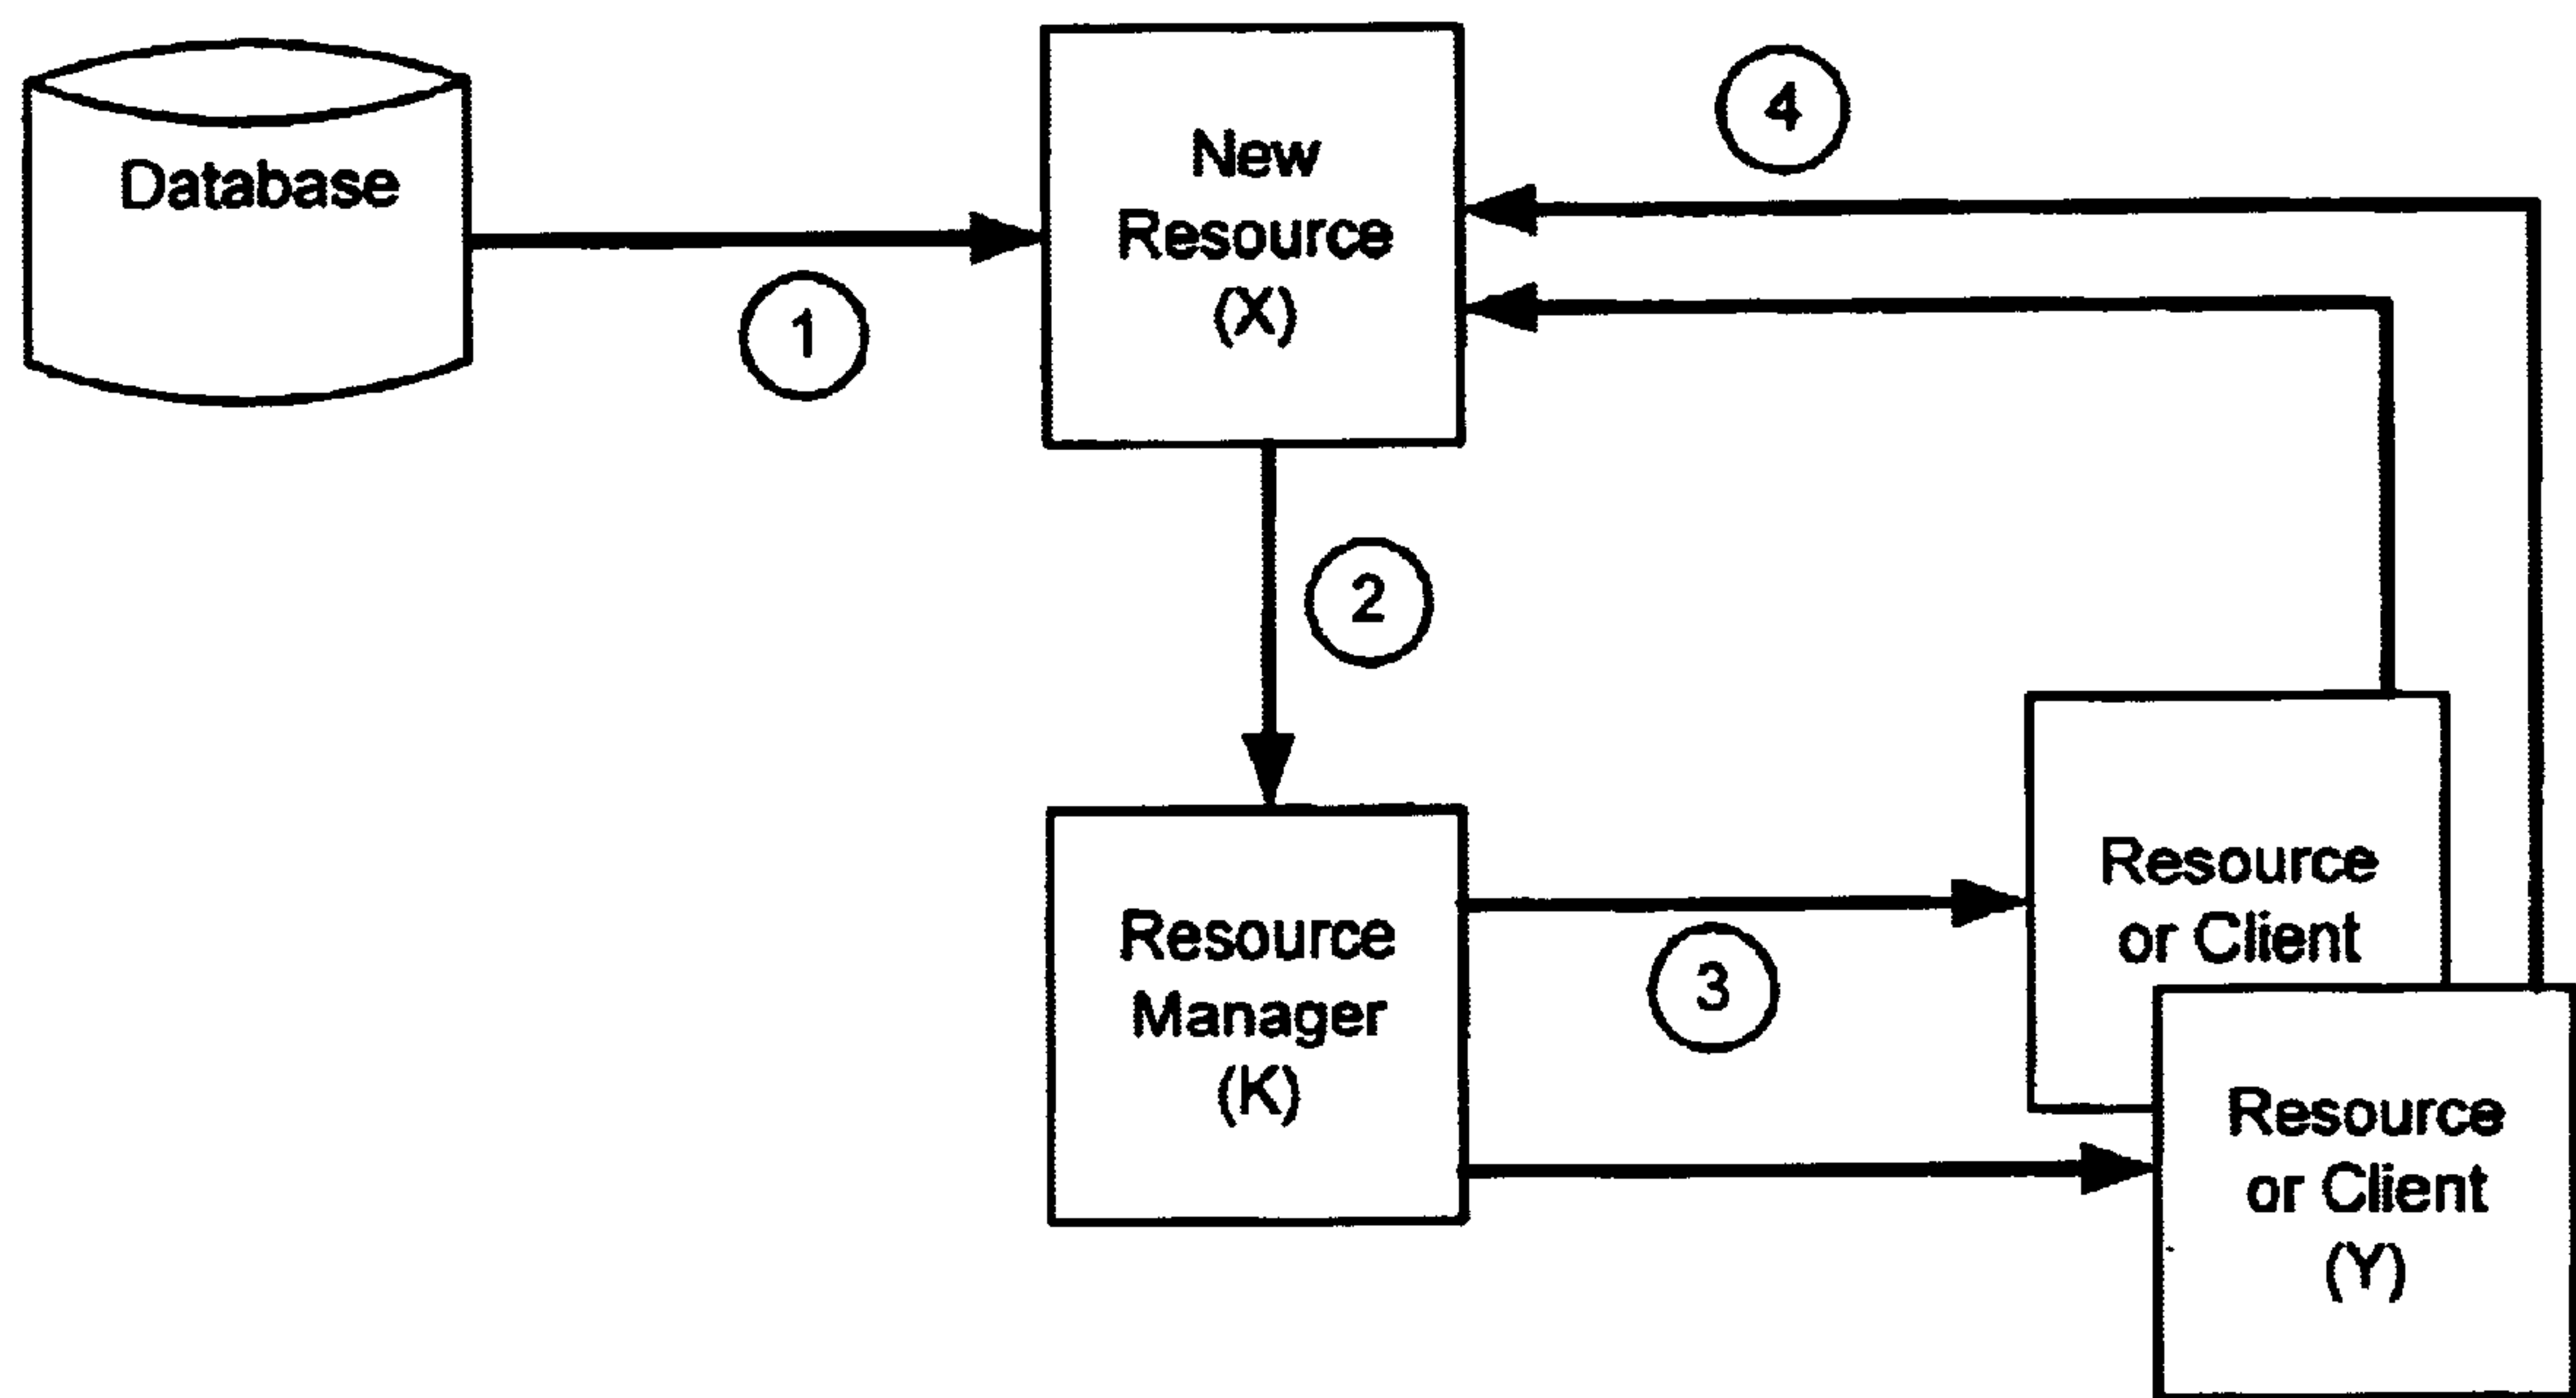 Database
New
Resource
(X)
4
1
2
Resource
Manager
(K)
3
Resource
or Client
Resource
or Client
(Y)